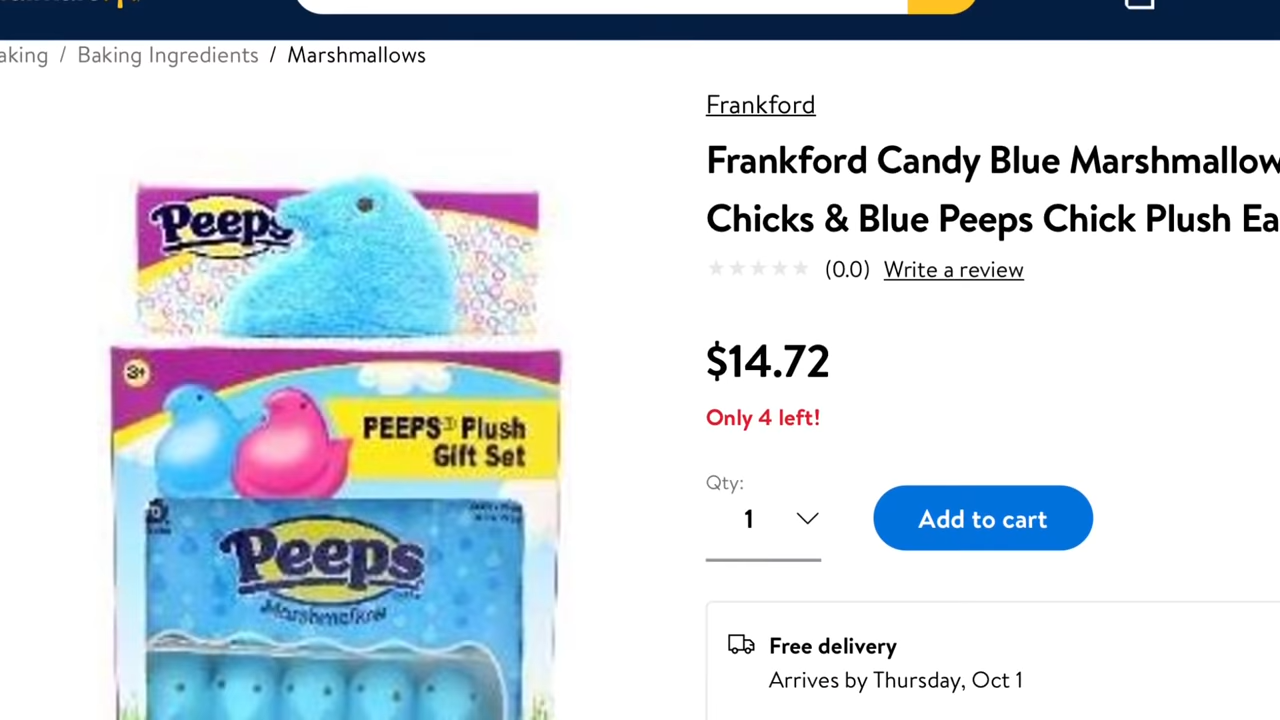 aking / Baking Ingredients / Marshmallows
Frankford
Frankford Candy Blue Marshmallow
Chicks & Blue Peeps Chick Plush Ea
(0.0) Write a review
$14.72
Only 4 left!
Qty:
1
Add to cart
Free delivery
Arrives by Thursday, Oct 1
Peeps
3+
PEEPS® Plush
Gift Set
Peeps
Marshmallow